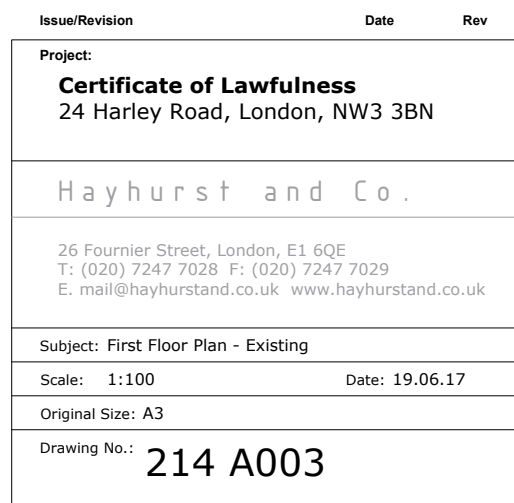 Issue/Revision Date Rev
Project:
Certificate of Lawfulness
24 Harley Road, London, NW3 3BN
Hayhurst and Co.
26 Fournier Street, London, E1 6QE
T: (020) 7247 7028 F: (020) 7247 7029
E. mail@hayhurstand.co.uk www.hayhurstand.co.uk
Subject: First Floor Plan - Existing
Scale: 1:100 Date: 19.06.17
Original Size: A3
Drawing No.: 214 A003